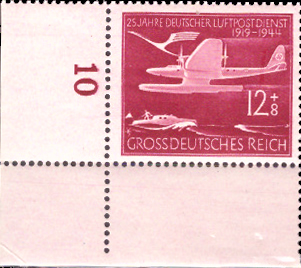 25 JAHRE DEUTSCHER LUFTPOSTDIENST
1919-1944
10
12+8
GROSSDEUTSCHES REICH